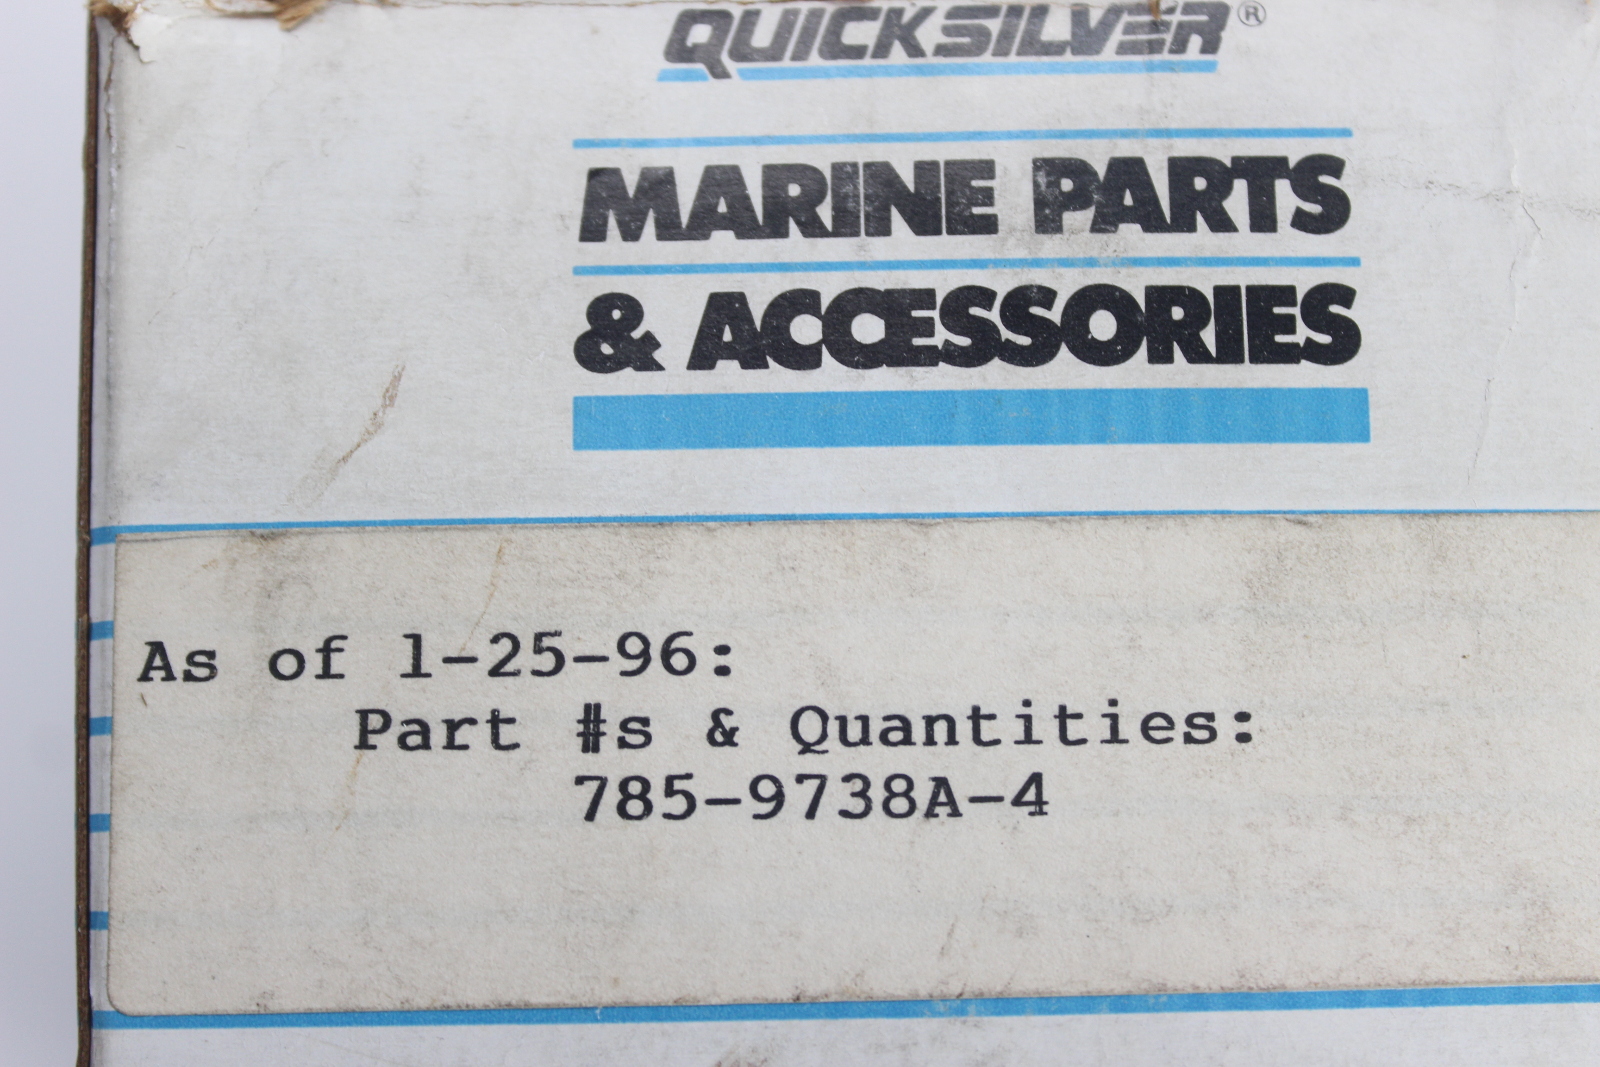 QUICKSILVER®
MARINE PARTS
& ACCESSORIES
As of 1-25-96:
Part #s & Quantities:
785-9738A-4